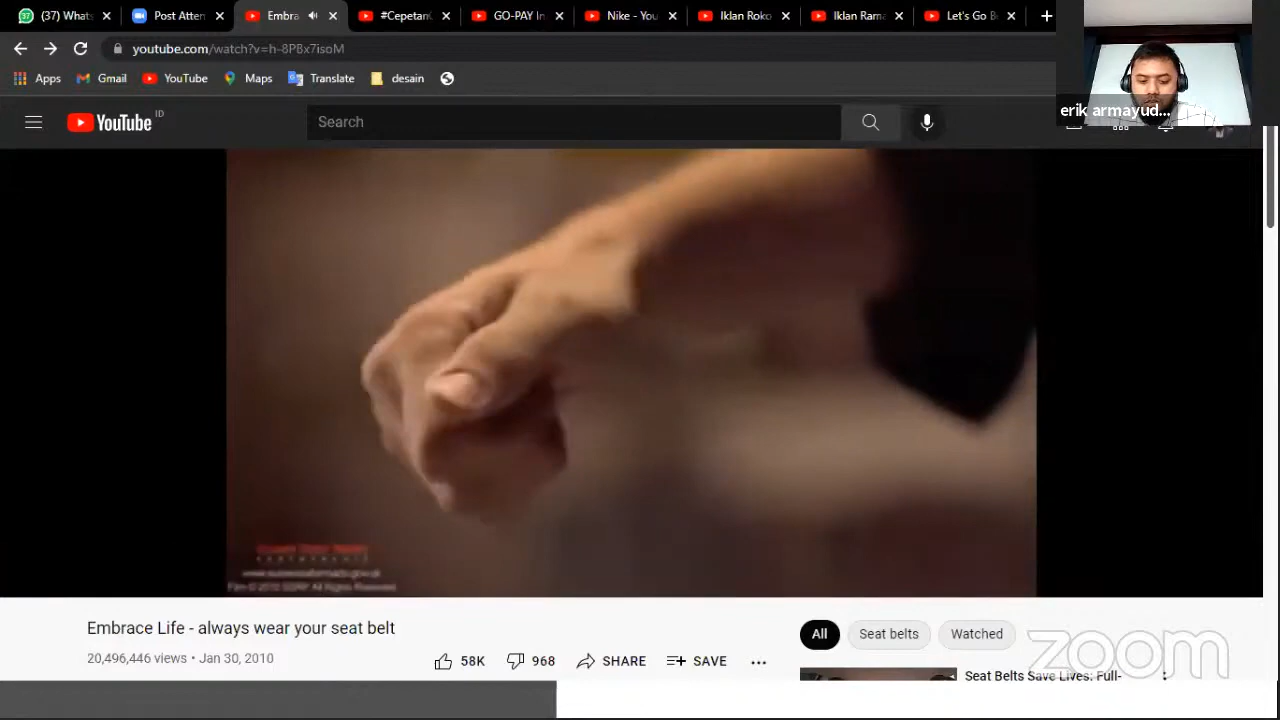 (37) Whats
Post Atten
Embra
#Cepetan
GO-PAY In
Nike - You
Iklan Roko
Iklan Rama
Let's Go B
youtube.com/watch?v=h-8PBx7isoM
Apps
Gmail
YouTube
Maps
Translate
desain
erik armayud...
YouTube ID
Search
Embrace Life - always wear your seat belt
20,496,446 views • Jan 30, 2010
58K
968
SHARE
SAVE
All
Seat belts
Watched
zoom
Seat Belts Save Lives: Full-